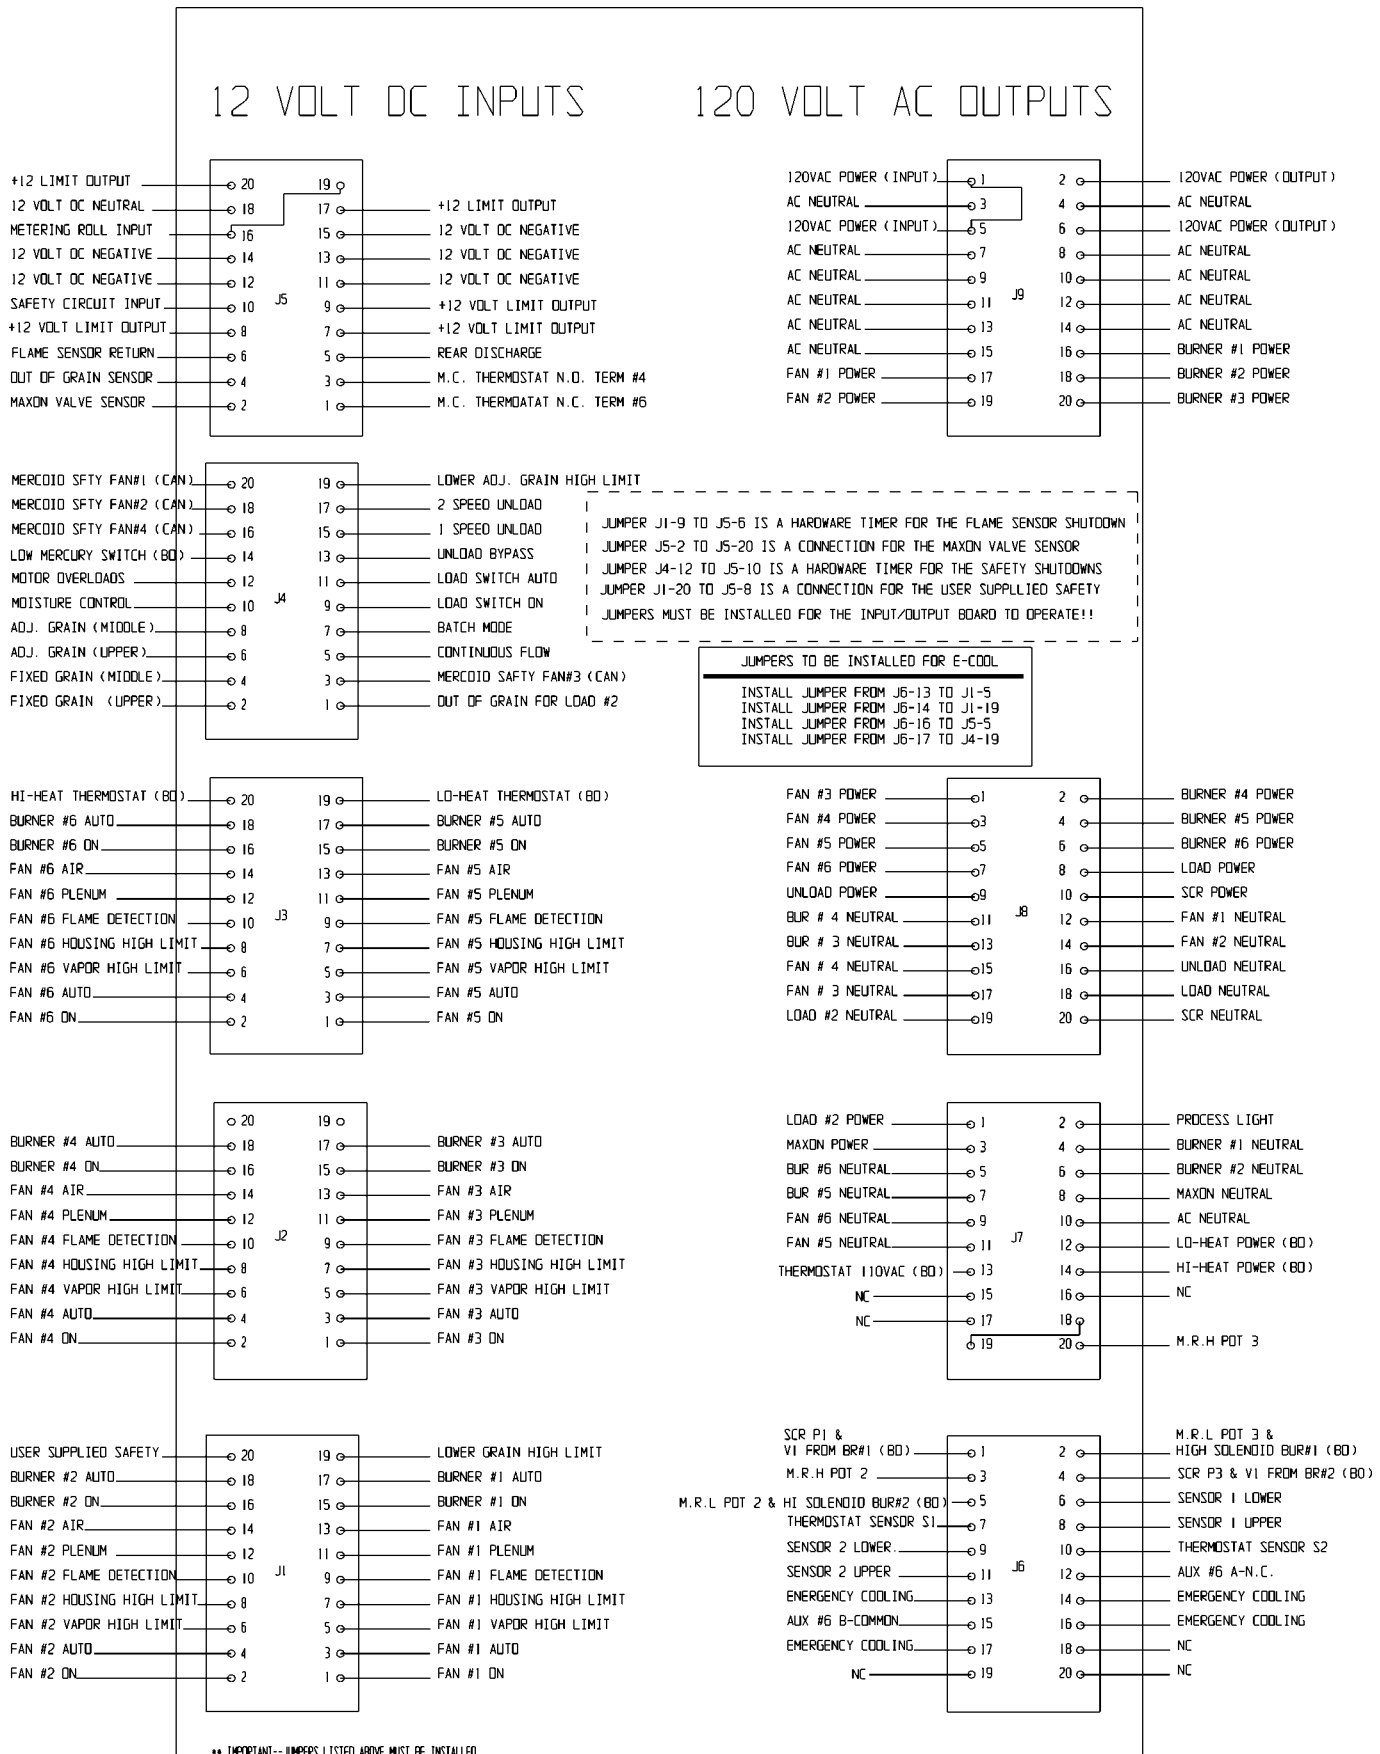 12 VOLT DC INPUTS
120 VOLT AC OUTPUTS
+12 LIMIT OUTPUT 20 19
12 VOLT DC NEUTRAL 18 17 +12 LIMIT OUTPUT
METERING ROLL INPUT 16 15 12 VOLT DC NEGATIVE
12 VOLT DC NEGATIVE 14 13 12 VOLT DC NEGATIVE
12 VOLT DC NEGATIVE 12 11 12 VOLT DC NEGATIVE
J5
SAFETY CIRCUIT INPUT 10 9 +12 VOLT LIMIT OUTPUT
+12 VOLT LIMIT OUTPUT 8 7 +12 VOLT LIMIT OUTPUT
FLAME SENSOR RETURN 6 5 REAR DISCHARGE
OUT OF GRAIN SENSOR 4 3 M.C. THERMOSTAT N.O. TERM #4
MAXON VALVE SENSOR 2 1 M.C. THERMOATAT N.C. TERM #6
120VAC POWER (INPUT) 1 2 120VAC POWER (OUTPUT)
AC NEUTRAL 3 4 AC NEUTRAL
120VAC POWER (INPUT) 5 6 120VAC POWER (OUTPUT)
AC NEUTRAL 7 8 AC NEUTRAL
AC NEUTRAL 9 10 AC NEUTRAL
J9
AC NEUTRAL 11 12 AC NEUTRAL
AC NEUTRAL 13 14 AC NEUTRAL
AC NEUTRAL 15 16 BURNER #1 POWER
FAN #1 POWER 17 18 BURNER #2 POWER
FAN #2 POWER 19 20 BURNER #3 POWER
MERCOID SFTY FAN#1 (CAN) 20 19 LOWER ADJ. GRAIN HIGH LIMIT
MERCOID SFTY FAN#2 (CAN) 18 17 2 SPEED UNLOAD
MERCOID SFTY FAN#4 (CAN) 16 15 1 SPEED UNLOAD
LOW MERCURY SWITCH (BO) 14 13 UNLOAD BYPASS
MOTOR OVERLOADS 12 11 LOAD SWITCH AUTO
J4
MOISTURE CONTROL 10 9 LOAD SWITCH ON
ADJ. GRAIN (MIDDLE) 8 7 BATCH MODE
ADJ. GRAIN (UPPER) 6 5 CONTINUOUS FLOW
FIXED GRAIN (MIDDLE) 4 3 MERCOID SAFTY FAN#3 (CAN)
FIXED GRAIN (UPPER) 2 1 OUT OF GRAIN FOR LOAD #2
JUMPER J1-9 TO J5-6 IS A HARDWARE TIMER FOR THE FLAME SENSOR SHUTDOWN
JUMPER J5-2 TO J5-20 IS A CONNECTION FOR THE MAXON VALVE SENSOR
JUMPER J4-12 TO J5-10 IS A HARDWARE TIMER FOR THE SAFETY SHUTDOWNS
JUMPER J1-20 TO J5-8 IS A CONNECTION FOR THE USER SUPPLLIED SAFETY
JUMPERS MUST BE INSTALLED FOR THE INPUT/OUTPUT BOARD TO OPERATE!!
JUMPERS TO BE INSTALLED FOR E-COOL
INSTALL JUMPER FROM J6-13 TO J1-5
INSTALL JUMPER FROM J6-14 TO J1-19
INSTALL JUMPER FROM J6-16 TO J5-5
INSTALL JUMPER FROM J6-17 TO J4-19
HI-HEAT THERMOSTAT (BO) 20 19 LO-HEAT THERMOSTAT (BO)
BURNER #6 AUTO 18 17 BURNER #5 AUTO
BURNER #6 ON 16 15 BURNER #5 ON
FAN #6 AIR 14 13 FAN #5 AIR
FAN #6 PLENUM 12 11 FAN #5 PLENUM
J3
FAN #6 FLAME DETECTION 10 9 FAN #5 FLAME DETECTION
FAN #6 HOUSING HIGH LIMIT 8 7 FAN #5 HOUSING HIGH LIMIT
FAN #6 VAPOR HIGH LIMIT 6 5 FAN #5 VAPOR HIGH LIMIT
FAN #6 AUTO 4 3 FAN #5 AUTO
FAN #6 ON 2 1 FAN #5 ON
FAN #3 POWER 1 2 BURNER #4 POWER
FAN #4 POWER 3 4 BURNER #5 POWER
FAN #5 POWER 5 6 BURNER #6 POWER
FAN #6 POWER 7 8 LOAD POWER
UNLOAD POWER 9 10 SCR POWER
J8
BUR # 4 NEUTRAL 11 12 FAN #1 NEUTRAL
BUR # 3 NEUTRAL 13 14 FAN #2 NEUTRAL
FAN # 4 NEUTRAL 15 16 UNLOAD NEUTRAL
FAN # 3 NEUTRAL 17 18 LOAD NEUTRAL
LOAD #2 NEUTRAL 19 20 SCR NEUTRAL
20 19
BURNER #4 AUTO 18 17 BURNER #3 AUTO
BURNER #4 ON 16 15 BURNER #3 ON
FAN #4 AIR 14 13 FAN #3 AIR
FAN #4 PLENUM 12 11 FAN #3 PLENUM
J2
FAN #4 FLAME DETECTION 10 9 FAN #3 FLAME DETECTION
FAN #4 HOUSING HIGH LIMIT 8 7 FAN #3 HOUSING HIGH LIMIT
FAN #4 VAPOR HIGH LIMIT 6 5 FAN #3 VAPOR HIGH LIMIT
FAN #4 AUTO 4 3 FAN #3 AUTO
FAN #4 ON 2 1 FAN #3 ON
LOAD #2 POWER 1 2 PROCESS LIGHT
MAXON POWER 3 4 BURNER #1 NEUTRAL
BUR #6 NEUTRAL 5 6 BURNER #2 NEUTRAL
BUR #5 NEUTRAL 7 8 MAXON NEUTRAL
FAN #6 NEUTRAL 9 10 AC NEUTRAL
J7
FAN #5 NEUTRAL 11 12 LO-HEAT POWER (BO)
THERMOSTAT 110VAC (BO) 13 14 HI-HEAT POWER (BO)
NC 15 16 NC
NC 17 18
19 20 M.R.H POT 3
USER SUPPLIED SAFETY 20 19 LOWER GRAIN HIGH LIMIT
BURNER #2 AUTO 18 17 BURNER #1 AUTO
BURNER #2 ON 16 15 BURNER #1 ON
FAN #2 AIR 14 13 FAN #1 AIR
FAN #2 PLENUM 12 11 FAN #1 PLENUM
J1
FAN #2 FLAME DETECTION 10 9 FAN #1 FLAME DETECTION
FAN #2 HOUSING HIGH LIMIT 8 7 FAN #1 HOUSING HIGH LIMIT
FAN #2 VAPOR HIGH LIMIT 6 5 FAN #1 VAPOR HIGH LIMIT
FAN #2 AUTO 4 3 FAN #1 AUTO
FAN #2 ON 2 1 FAN #1 ON
SCR P1 & M.R.L POT 3 &
V1 FROM BR#1 (BO) 1 2 HIGH SOLENOID BUR#1 (BO)
M.R.H POT 2 3 4 SCR P3 & V1 FROM BR#2 (BO)
M.R.L POT 2 & HI SOLENOID BUR#2 (BO) 5 6 SENSOR 1 LOWER
THERMOSTAT SENSOR S1 7 8 SENSOR 1 UPPER
SENSOR 2 LOWER. 9 10 THERMOSTAT SENSOR S2
J6
SENSOR 2 UPPER 11 12 AUX #6 A-N.C.
ENERGENCY COOLING 13 14 EMERGENCY COOLING
AUX #6 B-COMMON 15 16 EMERGENCY COOLING
EMERGENCY COOLING 17 18 NC
NC 19 20 NC
** IMPORTANT-- JUMPERS LISTED ABOVE MUST BE INSTALLED